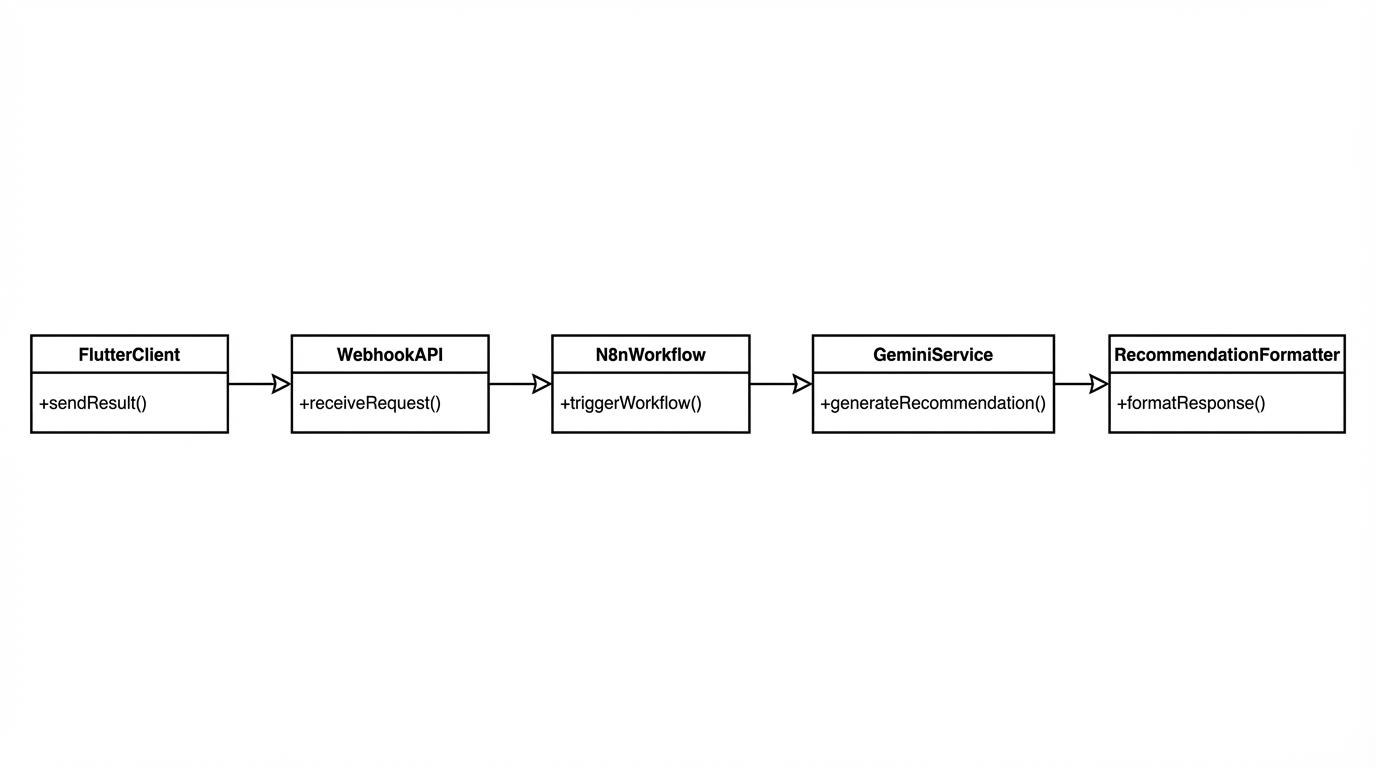 FlutterClient
+sendResult()
WebhookAPI
+receiveRequest()
N8nWorkflow
+triggerWorkflow()
GeminiService
+generateRecommendation()
RecommendationFormatter
+formatResponse()